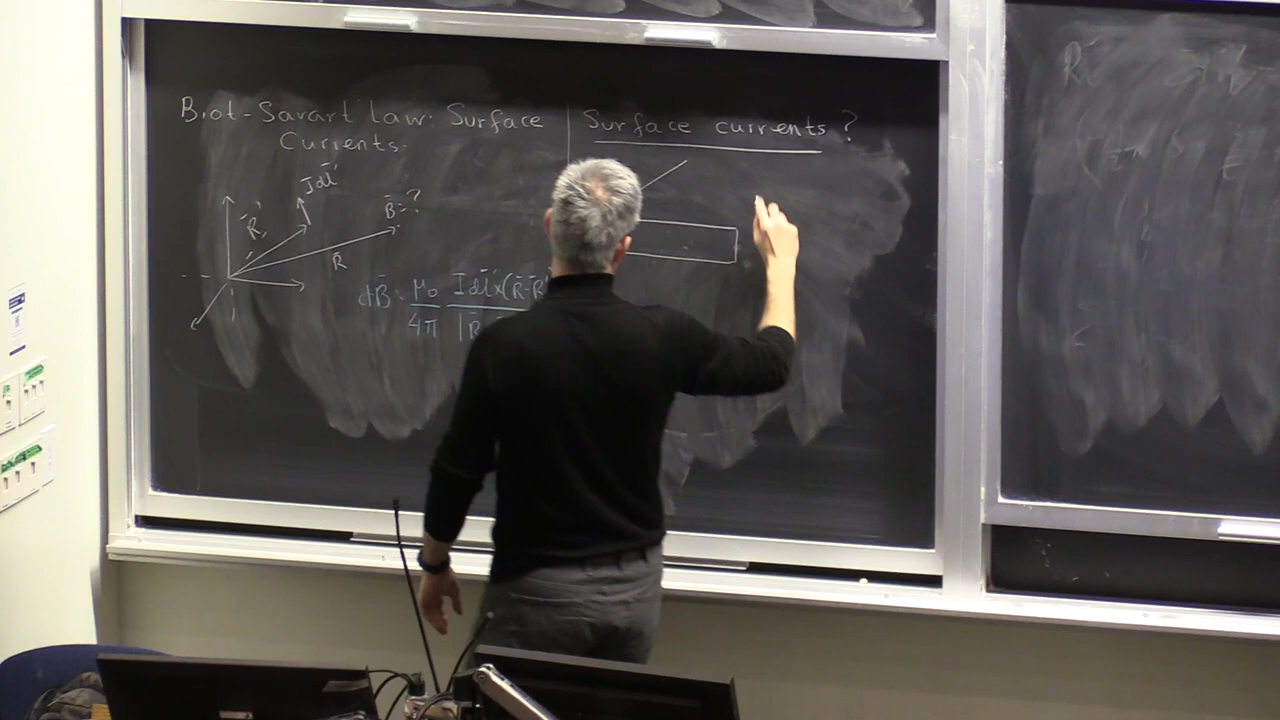 Biot-Savart Law: Surface
Currents.
Idl̄'
R̄'
B̄=?
R̄
dB̄ = μ₀/4π Idl̄'x(R̄-R̄'
|R̄
Surface currents?